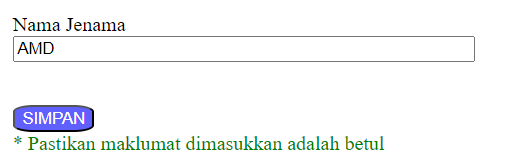 Nama Jenama
AMD
SIMPAN
* Pastikan maklumat dimasukkan adalah betul